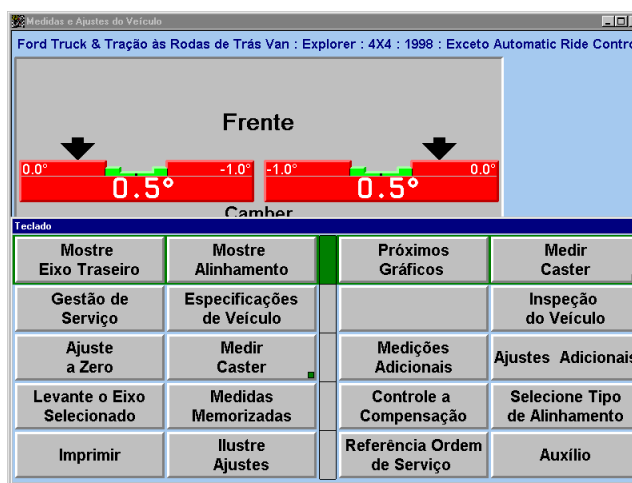 Medidas e Ajustes do Veículo
Ford Truck & Tração às Rodas de Trás Van : Explorer : 4X4 : 1998 : Exceto Automatic Ride Contro
Frente
0.0° -1.0° -1.0° 0.0°
0.5° 0.5°
Camber
Teclado
Mostre Eixo Traseiro
Mostre Alinhamento
Próximos Gráficos
Medir Caster
Gestão de Serviço
Especificações de Veículo
Inspeção do Veículo
Ajuste a Zero
Medir Caster
Medições Adicionais
Ajustes Adicionais
Levante o Eixo Selecionado
Medidas Memorizadas
Controle a Compensação
Selecione Tipo de Alinhamento
Imprimir
Ilustre Ajustes
Referência Ordem de Serviço
Auxílio